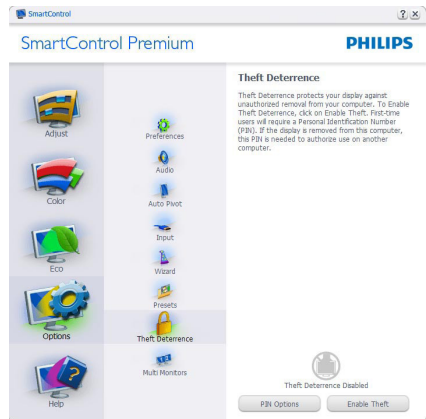 SmartControl
SmartControl Premium
PHILIPS
Adjust
Color
Eco
Options
Help
Preferences
Audio
Auto Pivot
Input
Wizard
Presets
Theft Deterrence
Multi Monitors
Theft Deterrence
Theft Deterrence protects your display against
unauthorized removal from your computer. To Enable
Theft Deterrence, click on Enable Theft. First-time
users will require a Personal Identification Number
(PIN). If the display is removed from this computer,
this PIN is needed to authorize use on another
computer.
Theft Deterrence Disabled
PIN Options
Enable Theft